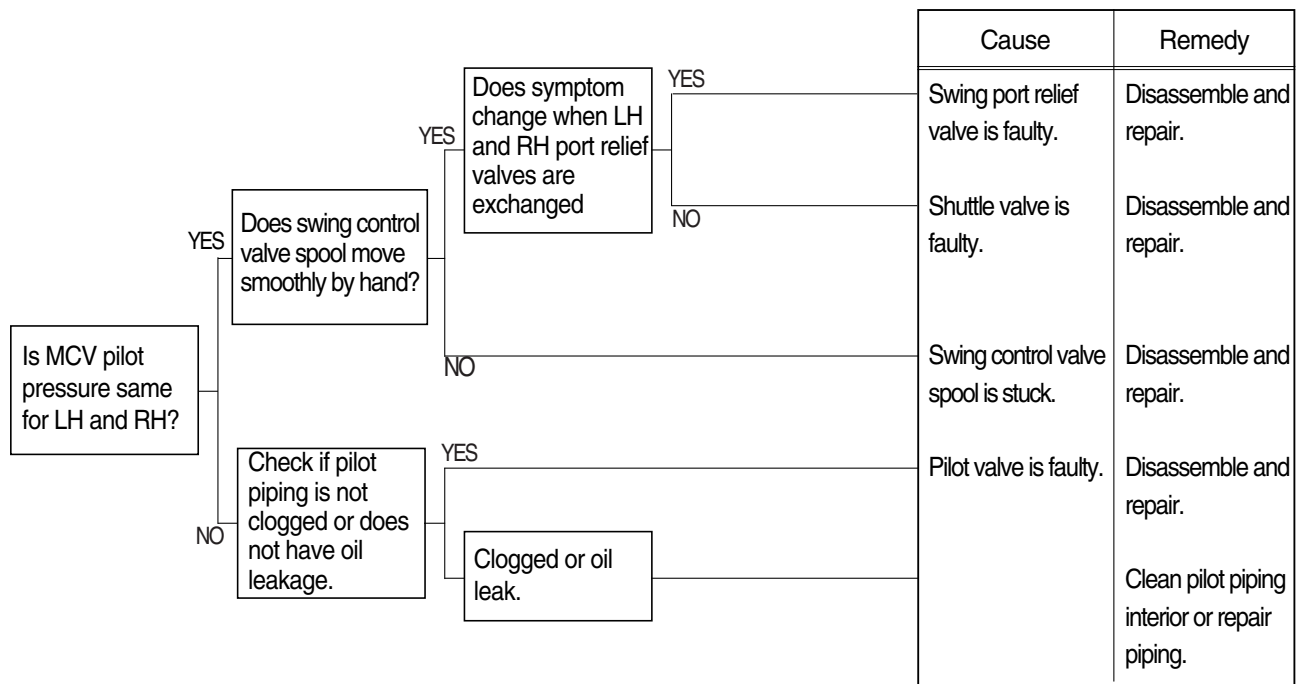 Is MCV pilot
pressure same
for LH and RH?
YES
NO
Does swing control
valve spool move
smoothly by hand?
YES
NO
Does symptom
change when LH
and RH port relief
valves are
exchanged
YES
NO
Check if pilot
piping is not
clogged or does
not have oil
leakage.
YES
Clogged or oil
leak.
Cause
Remedy
Swing port relief
valve is faulty.
Disassemble and
repair.
Shuttle valve is
faulty.
Disassemble and
repair.
Swing control valve
spool is stuck.
Disassemble and
repair.
Pilot valve is faulty.
Disassemble and
repair.
Clean pilot piping
interior or repair
piping.